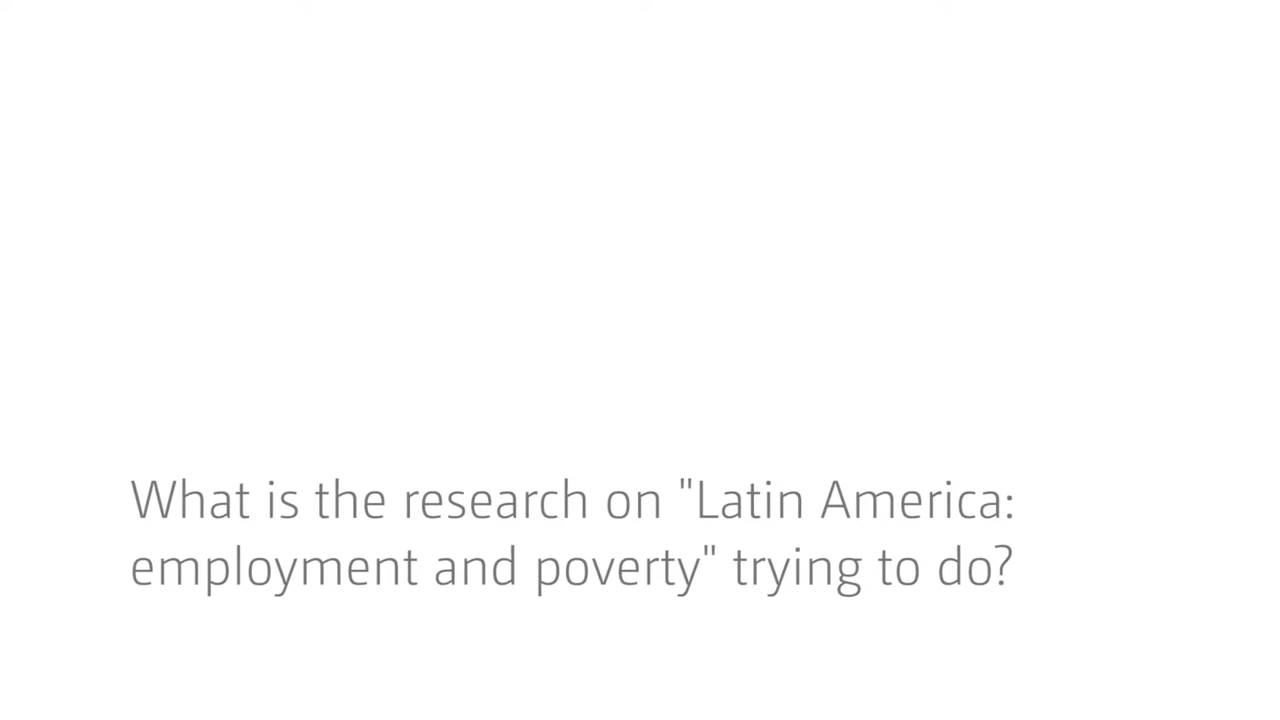 What is the research on "Latin America:
employment and poverty" trying to do?